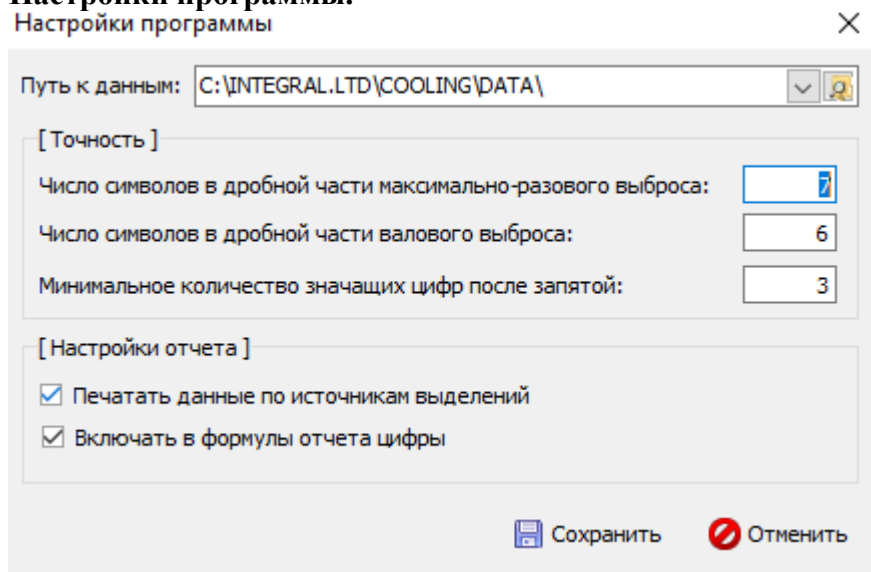 Настройки программы.
Настройки программы
Путь к данным: C:\INTEGRAL.LTD\COOLING\DATA\
[ Точность ]
Число символов в дробной части максимально-разового выброса: 7
Число символов в дробной части валового выброса: 6
Минимальное количество значащих цифр после запятой: 3
[ Настройки отчета ]
Печатать данные по источникам выделений
Включать в формулы отчета цифры
Сохранить Отменить